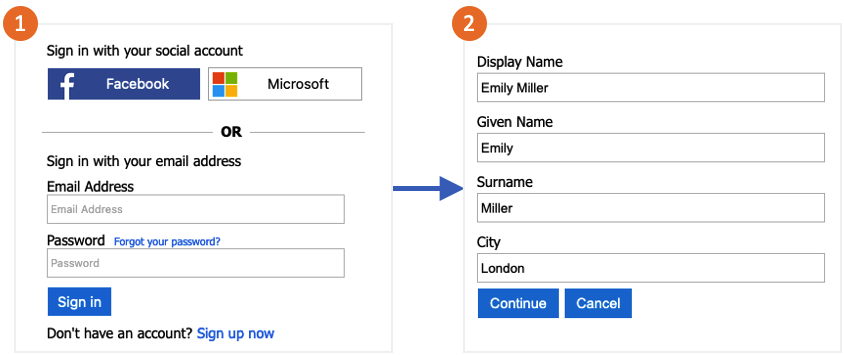 1
Sign in with your social account
f Facebook
Microsoft
OR
Sign in with your email address
Email Address
Email Address
Password Forgot your password?
Password
Sign in
Don't have an account? Sign up now
2
Display Name
Emily Miller
Given Name
Emily
Surname
Miller
City
London
Continue Cancel